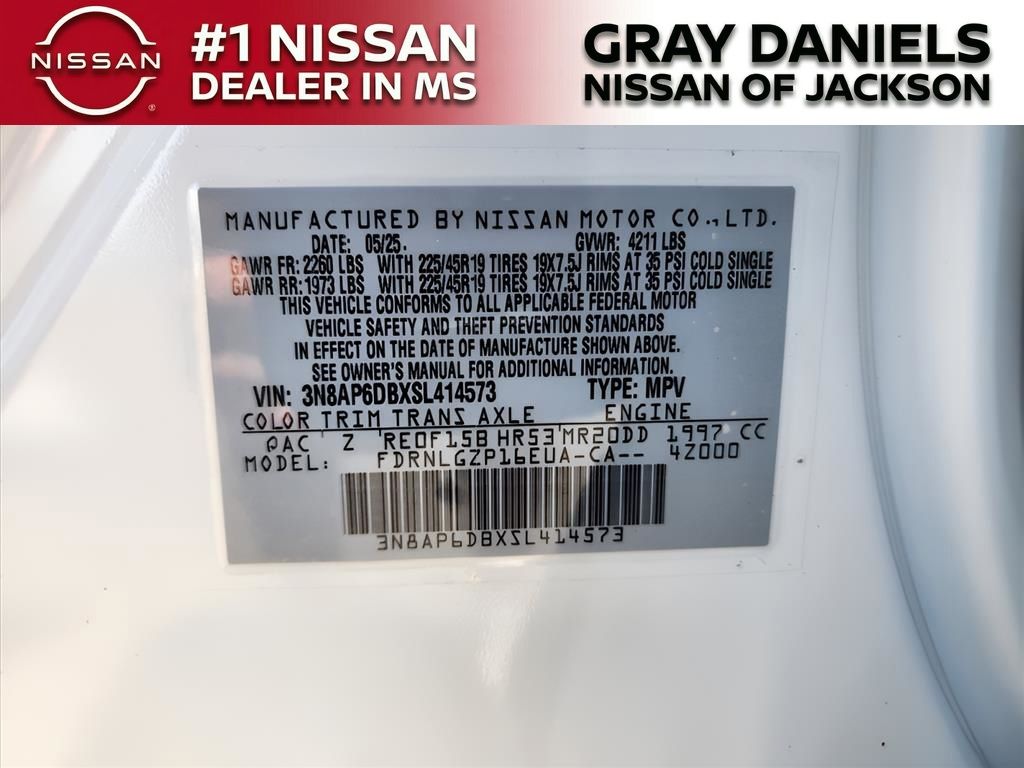 NISSAN
®
#1 NISSAN
DEALER IN MS
GRAY DANIELS
NISSAN OF JACKSON
MANUFACTURED BY NISSAN MOTOR CO., LTD.
DATE: 05/25. GVWR: 4211 LBS
GAWR FR: 2260 LBS WITH 225/45R19 TIRES 19X7.5J RIMS AT 35 PSI COLD SINGLE
GAWR RR: 1973 LBS WITH 225/45R19 TIRES 19X7.5J RIMS AT 35 PSI COLD SINGLE
THIS VEHICLE CONFORMS TO ALL APPLICABLE FEDERAL MOTOR
VEHICLE SAFETY AND THEFT PREVENTION STANDARDS
IN EFFECT ON THE DATE OF MANUFACTURE SHOWN ABOVE.
SEE OWNER'S MANUAL FOR ADDITIONAL INFORMATION.
VIN: 3N8AP6DBXSL414573 TYPE: MPV
COLOR TRIM TRANS AXLE ENGINE
QAC Z RE0F15B HR53 MR20DD 1997 CC
MODEL: FDRNLGZP16EUA-CA-- 42000
3N8AP6DBXSL414573